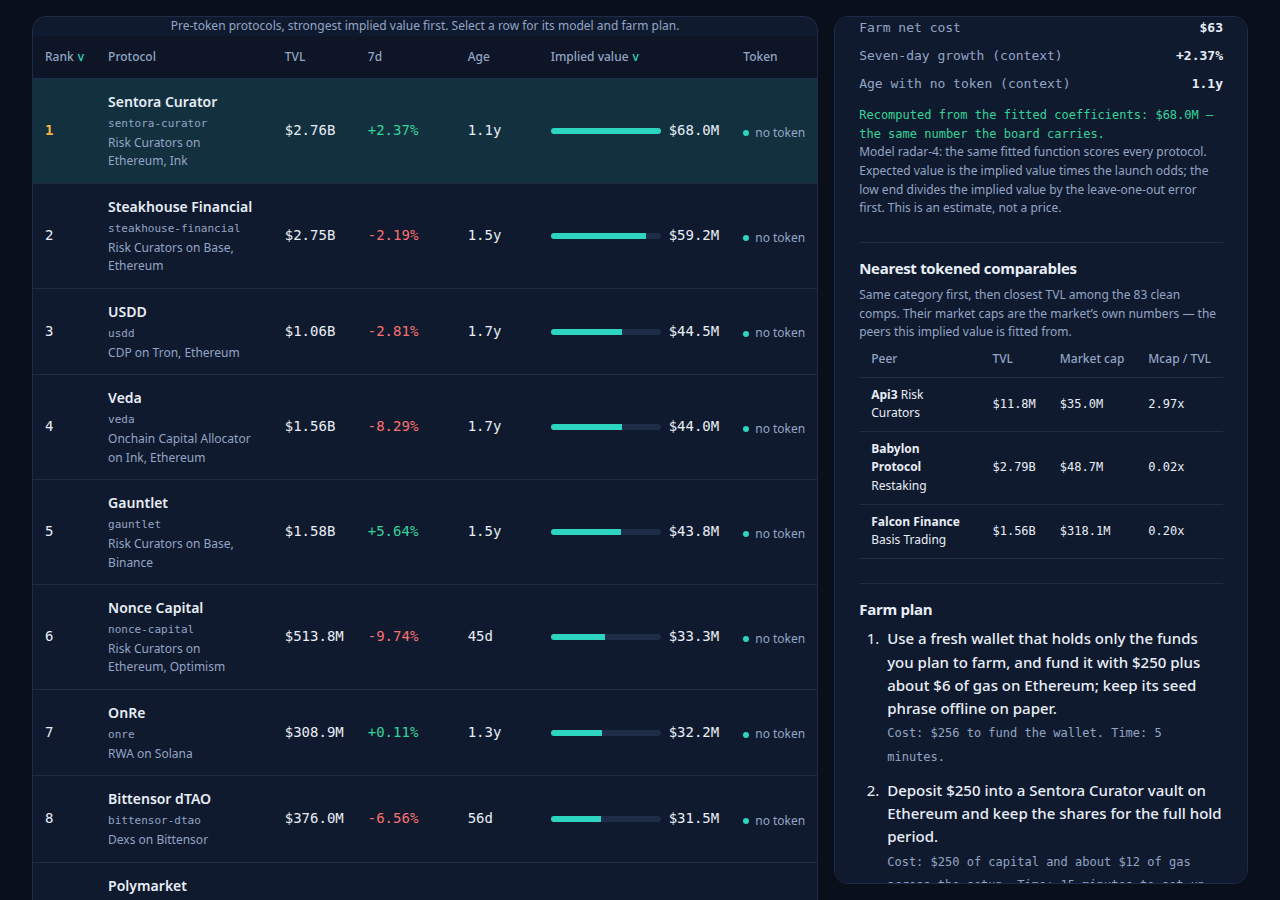 Pre-token protocols, strongest implied value first. Select a row for its model and farm plan.
Rank v Protocol TVL 7d Age Implied value v Token
Sentora Curator
sentora-curator
1 $2.76B +2.37% 1.1y $68.0M no token
Risk Curators on
Ethereum, Ink
Steakhouse Financial
steakhouse-financial
2 $2.75B -2.19% 1.5y $59.2M no token
Risk Curators on Base,
Ethereum
USDD
usdd
3 $1.06B -2.81% 1.7y $44.5M no token
CDP on Tron, Ethereum
Veda
veda
4 $1.56B -8.29% 1.7y $44.0M no token
Onchain Capital Allocator
on Ink, Ethereum
Gauntlet
gauntlet
5 $1.58B +5.64% 1.5y $43.8M no token
Risk Curators on Base,
Binance
Nonce Capital
nonce-capital
6 $513.8M -9.74% 45d $33.3M no token
Risk Curators on
Ethereum, Optimism
OnRe
onre
7 $308.9M +0.11% 1.3y $32.2M no token
RWA on Solana
Bittensor dTAO
bittensor-dtao
8 $376.0M -6.56% 56d $31.5M no token
Dexs on Bittensor
Polymarket
Farm net cost $63
Seven-day growth (context) +2.37%
Age with no token (context) 1.1y
Recomputed from the fitted coefficients: $68.0M —
the same number the board carries.
Model radar-4: the same fitted function scores every protocol.
Expected value is the implied value times the launch odds; the
low end divides the implied value by the leave-one-out error
first. This is an estimate, not a price.
Nearest tokened comparables
Same category first, then closest TVL among the 83 clean
comps. Their market caps are the market's own numbers — the
peers this implied value is fitted from.
Peer TVL Market cap Mcap / TVL
Api3 Risk
Curators
$11.8M $35.0M 2.97x
Babylon
Protocol
Restaking
$2.79B $48.7M 0.02x
Falcon Finance
Basis Trading
$1.56B $318.1M 0.20x
Farm plan
1. Use a fresh wallet that holds only the funds
you plan to farm, and fund it with $250 plus
about $6 of gas on Ethereum; keep its seed
phrase offline on paper.
Cost: $256 to fund the wallet. Time: 5
minutes.
2. Deposit $250 into a Sentora Curator vault on
Ethereum and keep the shares for the full hold
period.
Cost: $250 of capital and about $12 of gas
across the setup. Time: 15 minutes to set up